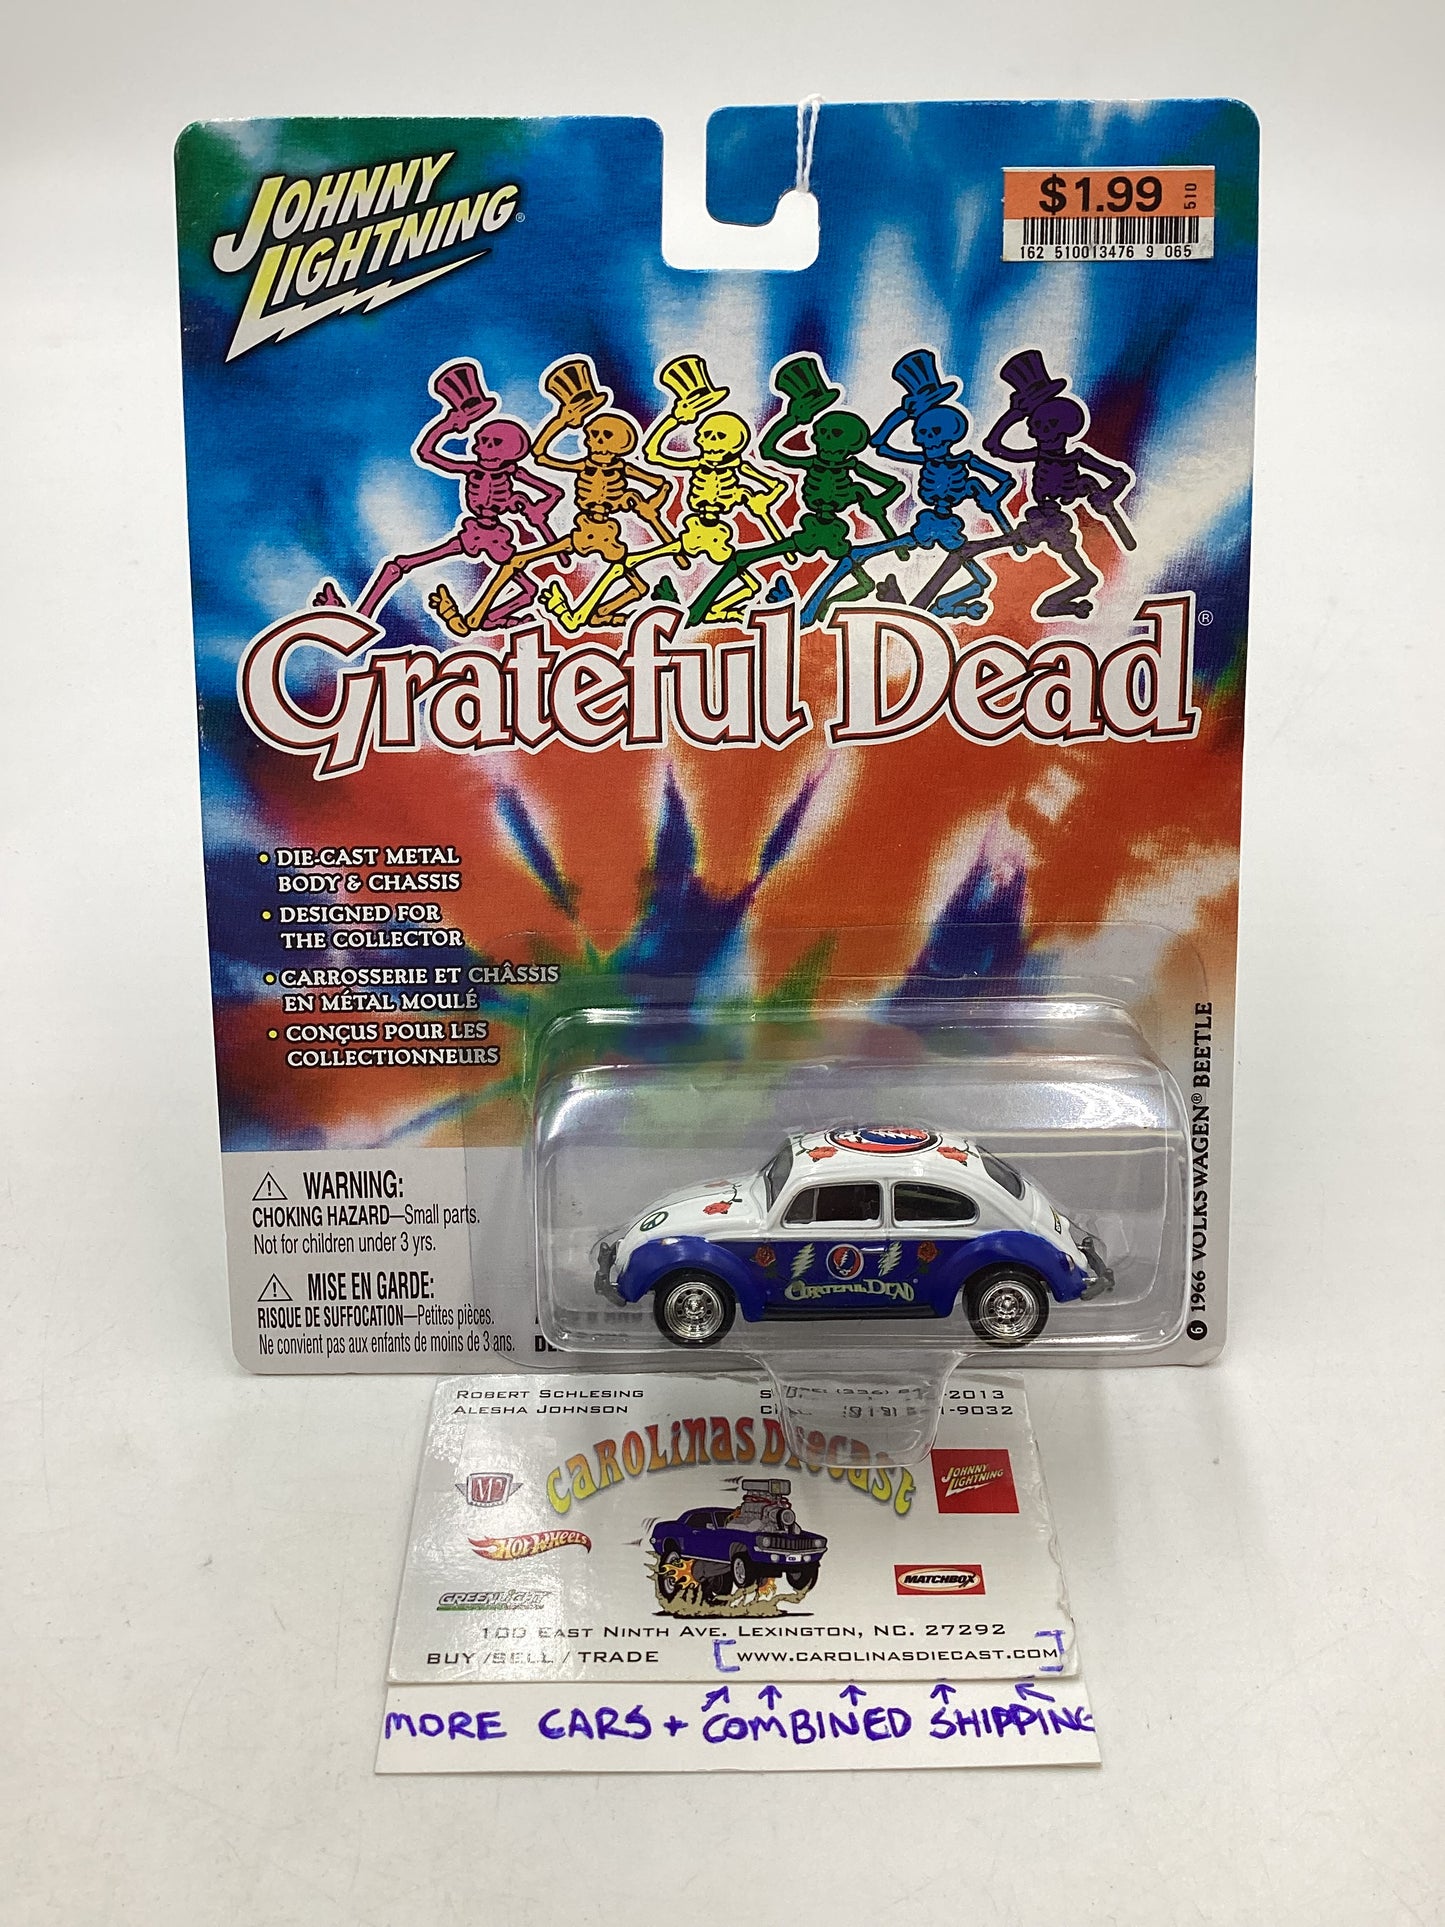 JOHNNY
LIGHTNING®
$1.99 510
162 510013476 9 065
Grateful Dead®
• DIE-CAST METAL
BODY & CHASSIS
• DESIGNED FOR
THE COLLECTOR
• CARROSSERIE ET CHÂSSIS
EN MÉTAL MOULÉ
• CONÇUS POUR LES
COLLECTIONNEURS
⚠ WARNING:
CHOKING HAZARD—Small parts.
Not for children under 3 yrs.
⚠ MISE EN GARDE:
RISQUE DE SUFFOCATION—Petites pièces.
Ne convient pas aux enfants de moins de 3 ans.
6 1966 VOLKSWAGEN® BEETLE
GRATEFUL DEAD®
ROBERT SCHLESING
ALESHA JOHNSON
-2013
-9032
CAROLINAS DIECAST
M2
JOHNNY
LIGHTNING
HOT WHEELS
MATCHBOX
GREENLIGHT
100 EAST NINTH AVE. LEXINGTON, NC. 27292
BUY / SELL / TRADE [WWW.CAROLINASDIECAST.COM]
MORE CARS + COMBINED SHIPPING